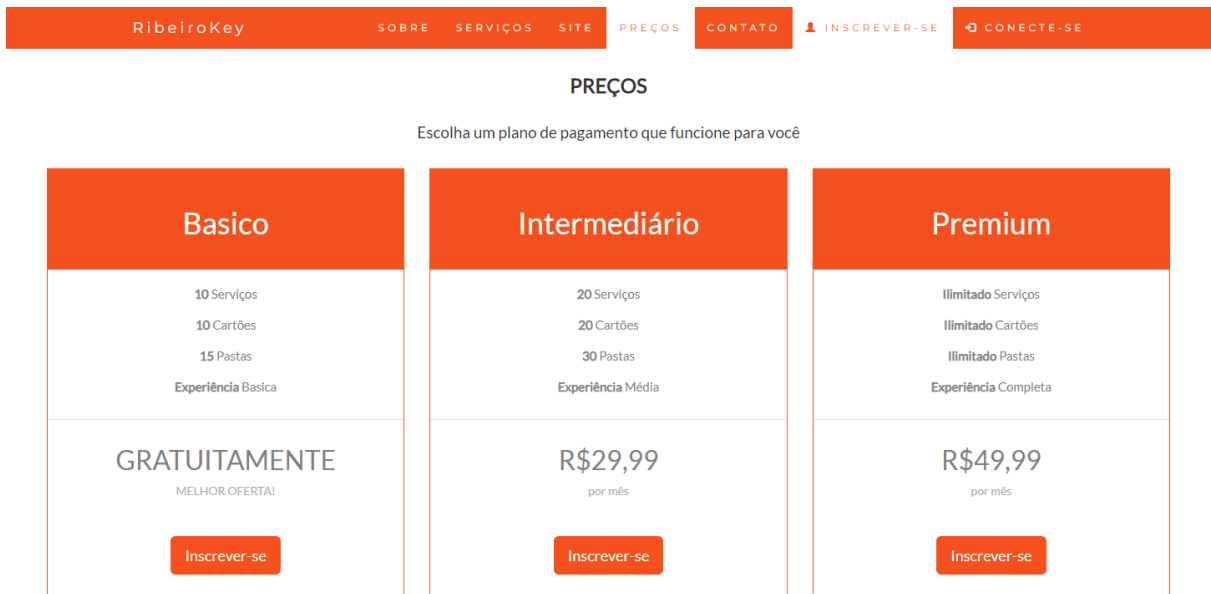 RibeiroKey SOBRE SERVIÇOS SITE PREÇOS CONTATO INSCREVER-SE CONECTE-SE
PREÇOS
Escolha um plano de pagamento que funcione para você
Basico
10 Serviços
10 Cartões
15 Pastas
Experiência Basica
GRATUITAMENTE
MELHOR OFERTA!
Inscrever-se
Intermediário
20 Serviços
20 Cartões
30 Pastas
Experiência Média
R$29,99
por mês
Inscrever-se
Premium
Ilimitado Serviços
Ilimitado Cartões
Ilimitado Pastas
Experiência Completa
R$49,99
por mês
Inscrever-se